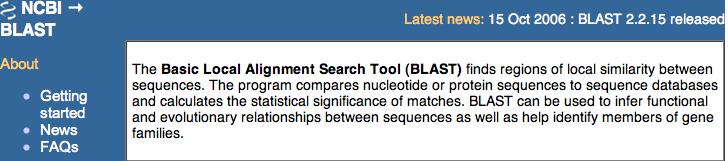 NCBI →
BLAST
Latest news: 15 Oct 2006 : BLAST 2.2.15 released
About
• Getting
started
• News
• FAQs
The Basic Local Alignment Search Tool (BLAST) finds regions of local similarity between
sequences. The program compares nucleotide or protein sequences to sequence databases
and calculates the statistical significance of matches. BLAST can be used to infer functional
and evolutionary relationships between sequences as well as help identify members of gene
families.